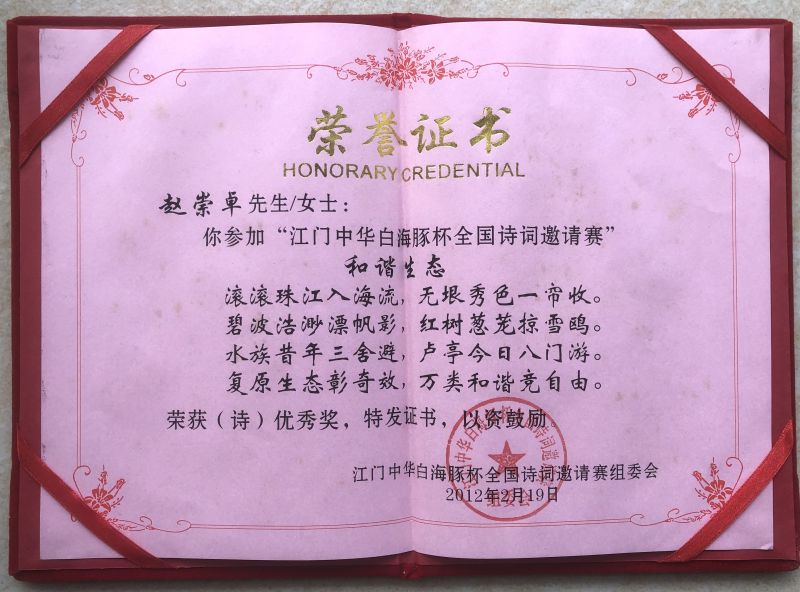 荣誉证书
HONORARY CREDENTIAL
赵崇卓先生/女士：
你参加“江门中华白海豚杯全国诗词邀请赛”
和谐生态
滚滚珠江入海流，无垠秀色一帘收。
碧波浩渺漂帆影，红树葱茏掠雪鸥。
水族昔年三舍避，卢亭今日八门游。
复原生态彰奇效，万类和谐竞自由。
荣获（诗）优秀奖，特发证书，以资鼓励。
江门中华白海豚杯全国诗词邀请赛组委会
2012年2月19日
组委会